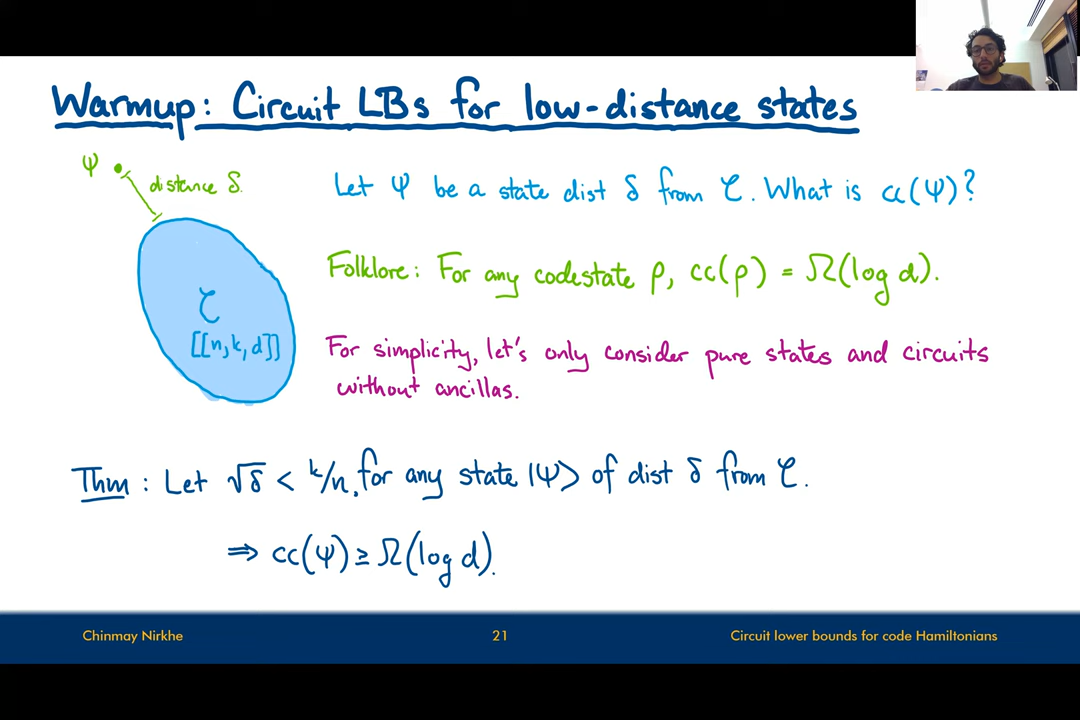 Warmup: Circuit LBs for low-distance states
Ψ
distance δ.
Let Ψ be a state dist δ from C. What is cc(Ψ)?
Folklore: For any codestate ρ, cc(ρ) = Ω(log d).
C
[[n,k,d]]
For simplicity, let's only consider pure states and circuits
without ancillas.
Thm: Let √δ < k/n, for any state |Ψ> of dist δ from C.
⇒ cc(Ψ) ≥ Ω(log d).
Chinmay Nirkhe
21
Circuit lower bounds for code Hamiltonians